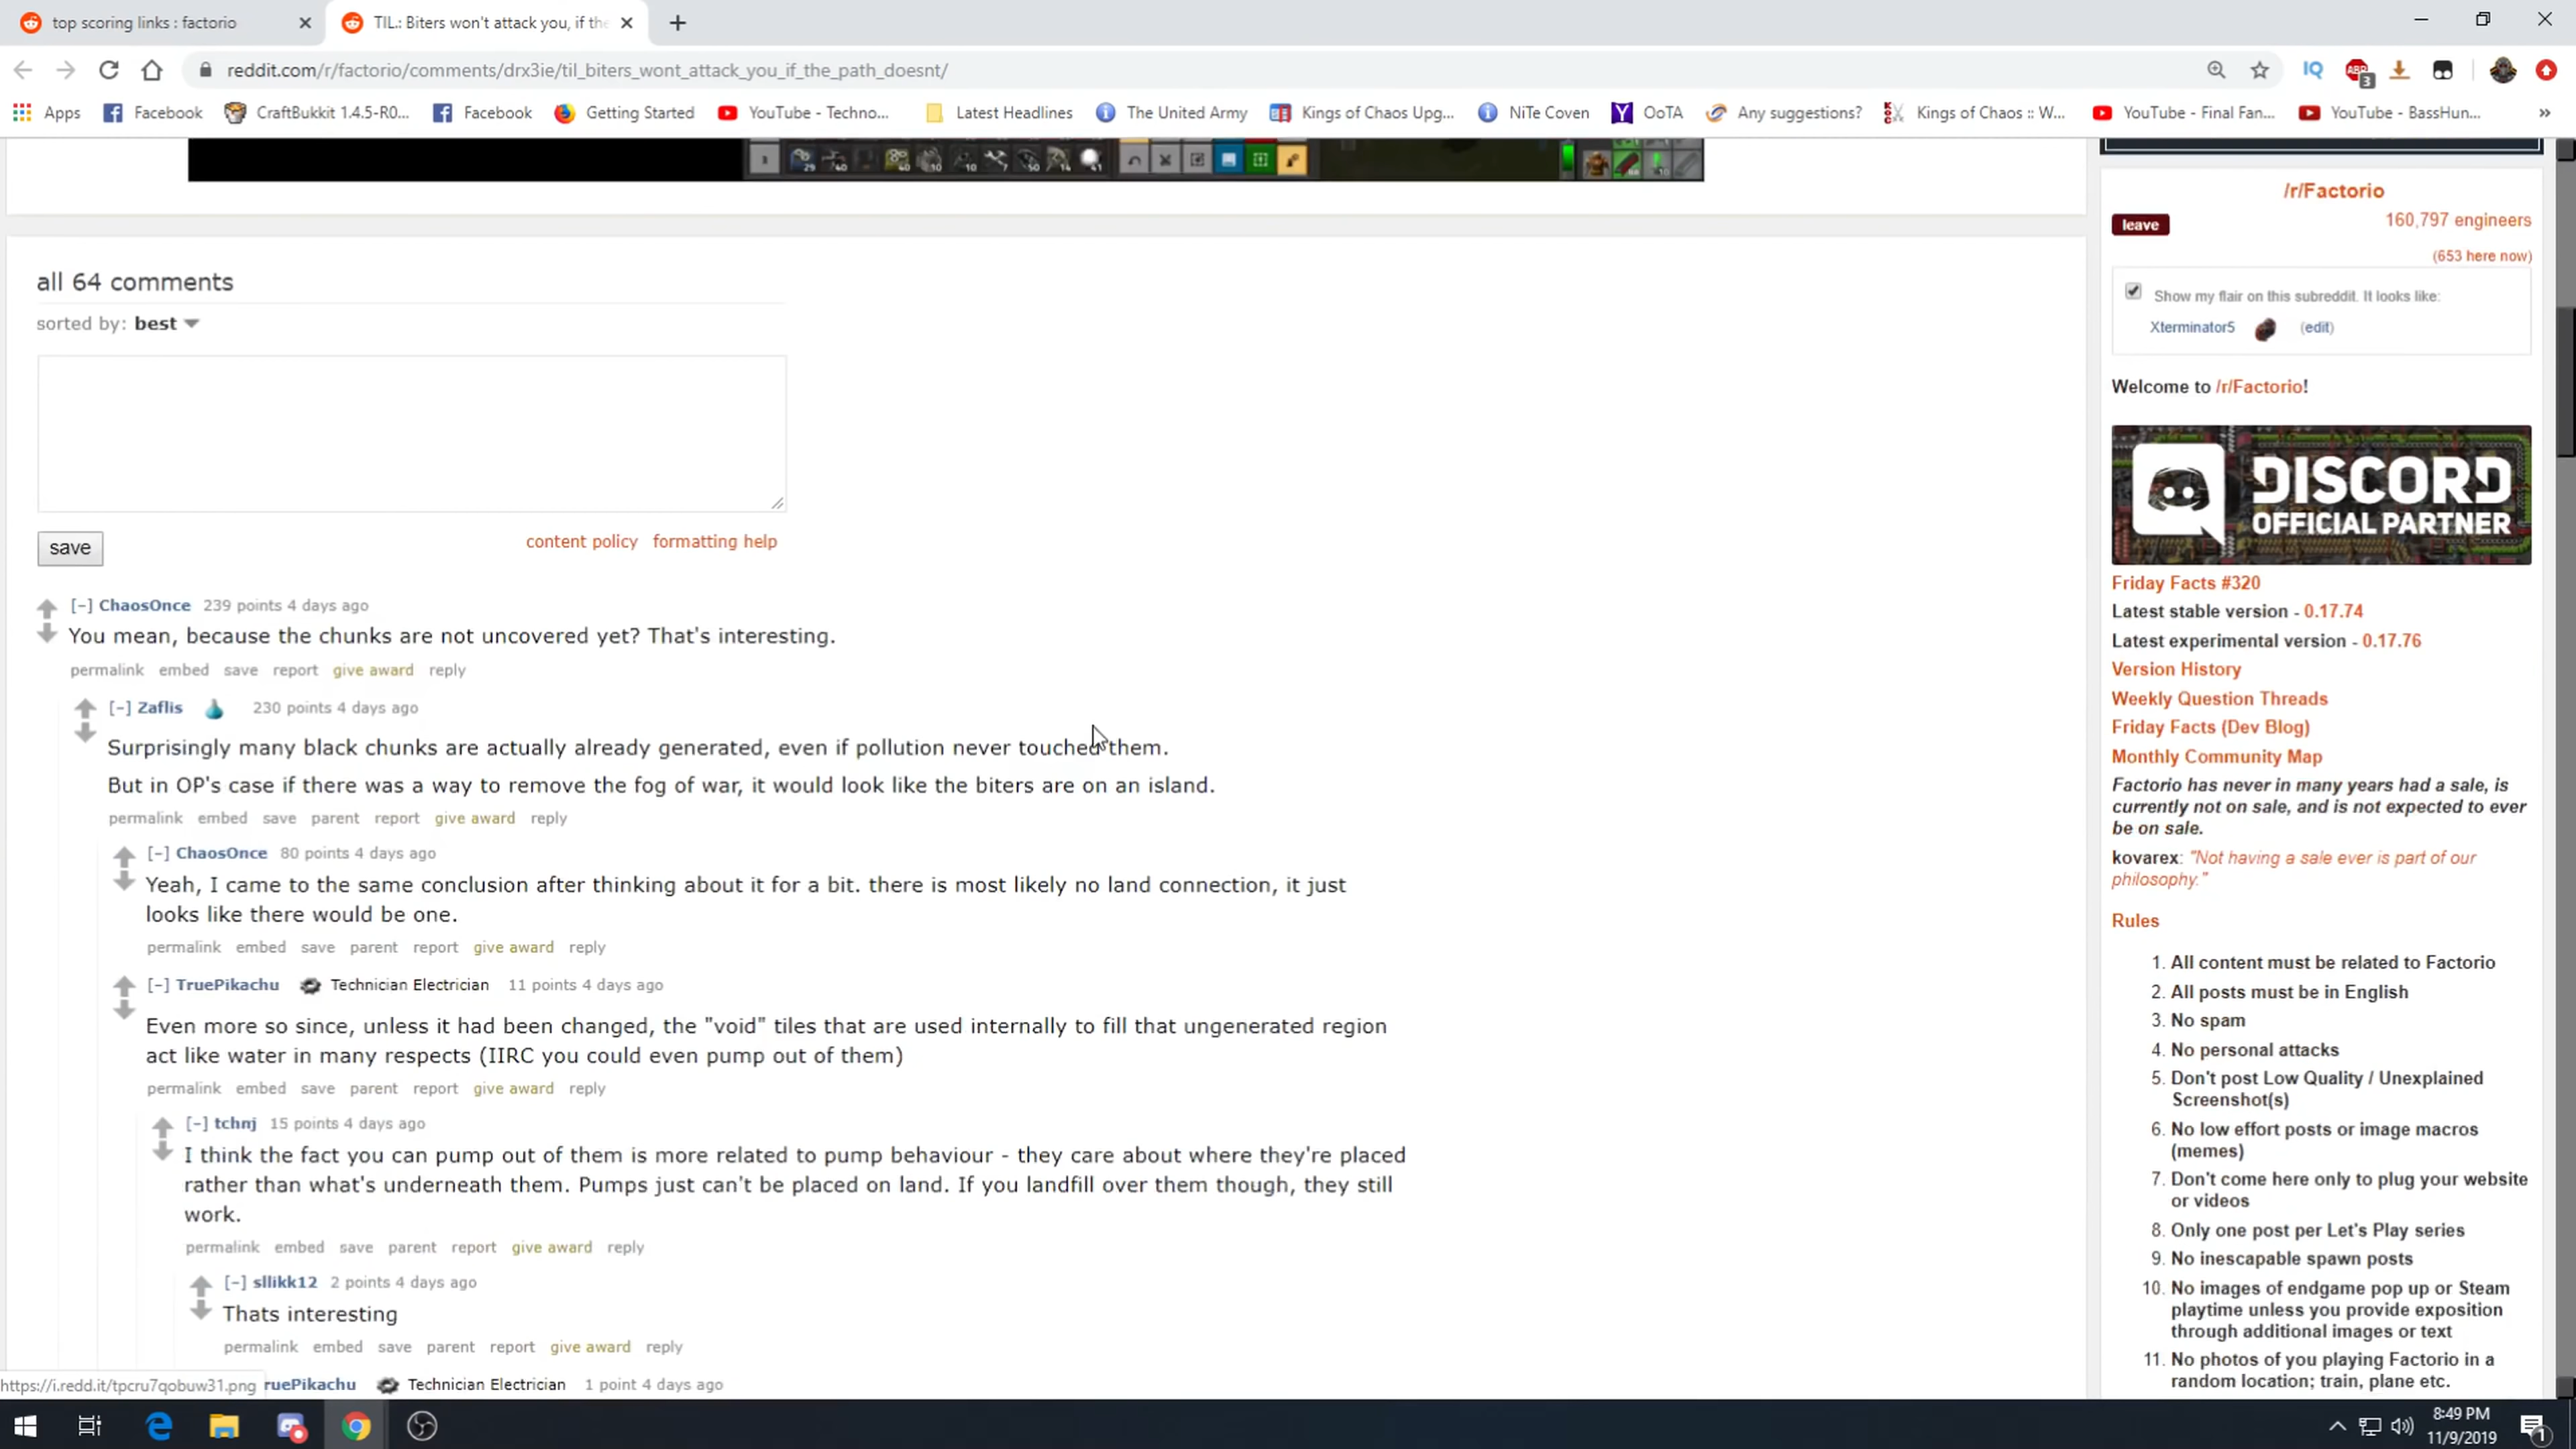 top scoring links : factorio
TIL.: Biters won't attack you, if the
reddit.com/r/factorio/comments/drx3ie/til_biters_wont_attack_you_if_the_path_doesnt/
IQ
ABP
3
Apps
Facebook
CraftBukkit 1.4.5-R0...
Facebook
Getting Started
YouTube - Techno...
Latest Headlines
The United Army
Kings of Chaos Upg...
NiTe Coven
OoTA
Any suggestions?
Kings of Chaos :: W...
YouTube - Final Fan...
YouTube - BassHun...
»
all 64 comments
sorted by: best
save
content policy formatting help
[–] ChaosOnce 239 points 4 days ago
You mean, because the chunks are not uncovered yet? That's interesting.
permalink embed save report give award reply
[–] Zaflis 230 points 4 days ago
Surprisingly many black chunks are actually already generated, even if pollution never touched them.
But in OP's case if there was a way to remove the fog of war, it would look like the biters are on an island.
permalink embed save parent report give award reply
[–] ChaosOnce 80 points 4 days ago
Yeah, I came to the same conclusion after thinking about it for a bit. there is most likely no land connection, it just
looks like there would be one.
permalink embed save parent report give award reply
[–] TruePikachu Technician Electrician 11 points 4 days ago
Even more so since, unless it had been changed, the "void" tiles that are used internally to fill that ungenerated region
act like water in many respects (IIRC you could even pump out of them)
permalink embed save parent report give award reply
[–] tchnj 15 points 4 days ago
I think the fact you can pump out of them is more related to pump behaviour - they care about where they're placed
rather than what's underneath them. Pumps just can't be placed on land. If you landfill over them though, they still
work.
permalink embed save parent report give award reply
[–] sllikk12 2 points 4 days ago
Thats interesting
permalink embed save parent report give award reply
https://i.redd.it/tpcru7qobuw31.png
ruePikachu Technician Electrician 1 point 4 days ago
/r/Factorio
leave
160,797 engineers
(653 here now)
Show my flair on this subreddit. It looks like:
Xterminator5 (edit)
Welcome to /r/Factorio!
DISCORD
OFFICIAL PARTNER
Friday Facts #320
Latest stable version - 0.17.74
Latest experimental version - 0.17.76
Version History
Weekly Question Threads
Friday Facts (Dev Blog)
Monthly Community Map
Factorio has never in many years had a sale, is
currently not on sale, and is not expected to ever
be on sale.
kovarex: "Not having a sale ever is part of our
philosophy."
Rules
1. All content must be related to Factorio
2. All posts must be in English
3. No spam
4. No personal attacks
5. Don't post Low Quality / Unexplained
Screenshot(s)
6. No low effort posts or image macros
(memes)
7. Don't come here only to plug your website
or videos
8. Only one post per Let's Play series
9. No inescapable spawn posts
10. No images of endgame pop up or Steam
playtime unless you provide exposition
through additional images or text
11. No photos of you playing Factorio in a
random location; train, plane etc.
8:49 PM
11/9/2019
1